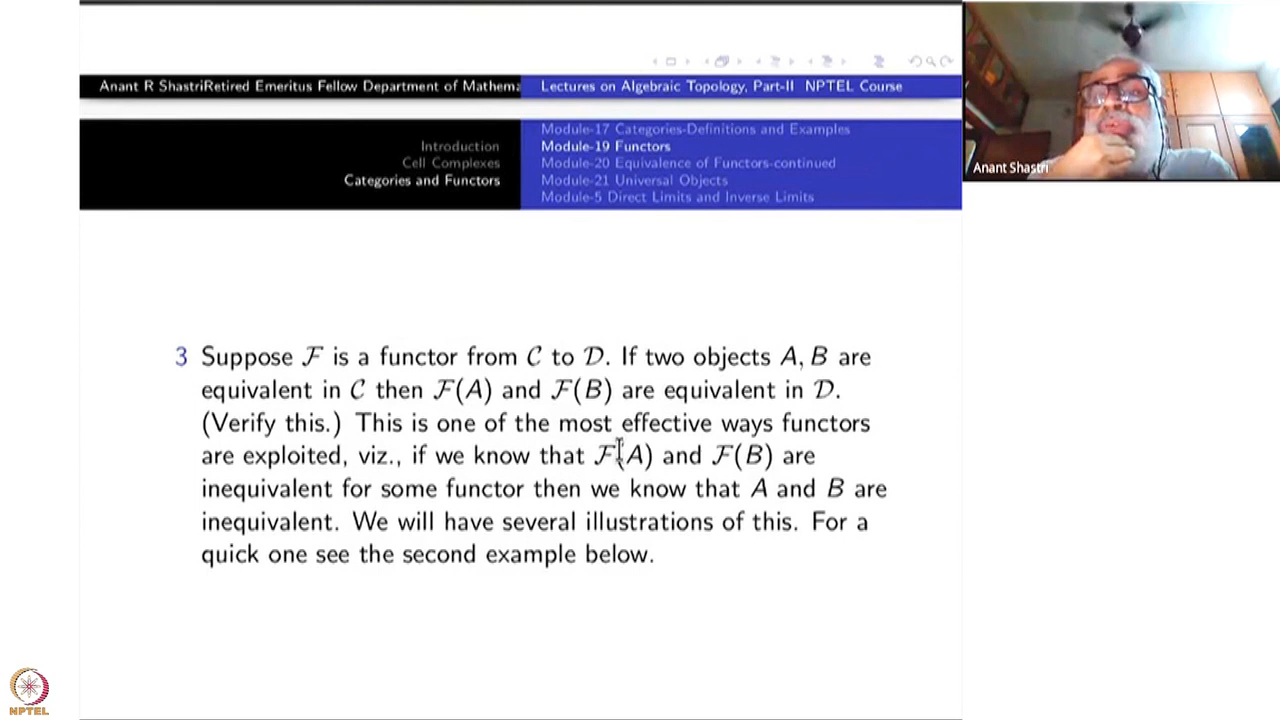 Anant R ShastriRetired Emeritus Fellow Department of Mathema
Lectures on Algebraic Topology, Part-II NPTEL Course
Introduction
Cell Complexes
Categories and Functors
Module-17 Categories-Definitions and Examples
Module-19 Functors
Module-20 Equivalence of Functors-continued
Module-21 Universal Objects
Module-5 Direct Limits and Inverse Limits
3 Suppose ℱ is a functor from 𝒞 to 𝒟. If two objects A, B are
equivalent in 𝒞 then ℱ(A) and ℱ(B) are equivalent in 𝒟.
(Verify this.) This is one of the most effective ways functors
are exploited, viz., if we know that ℱ(A) and ℱ(B) are
inequivalent for some functor then we know that A and B are
inequivalent. We will have several illustrations of this. For a
quick one see the second example below.
Anant Shastri
NPTEL